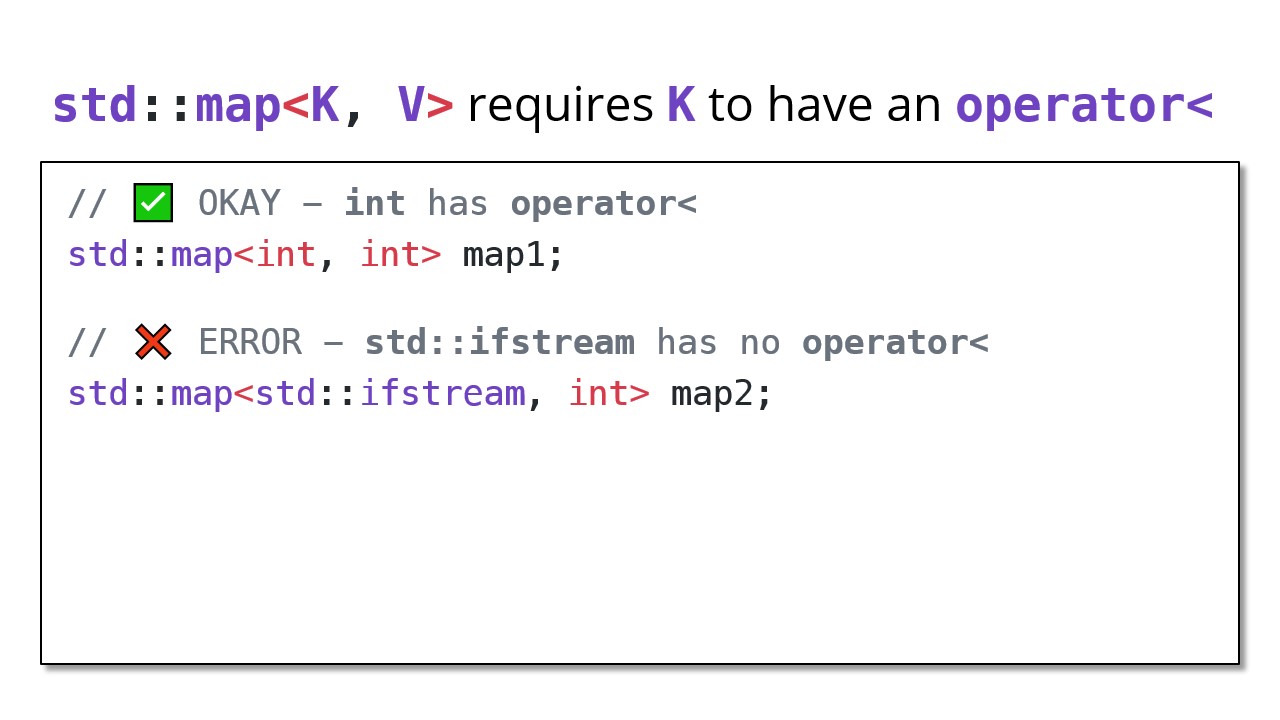 std::map<K, V> requires K to have an operator<
// ✅ OKAY – int has operator<
std::map<int, int> map1;
// ❌ ERROR – std::ifstream has no operator<
std::map<std::ifstream, int> map2;